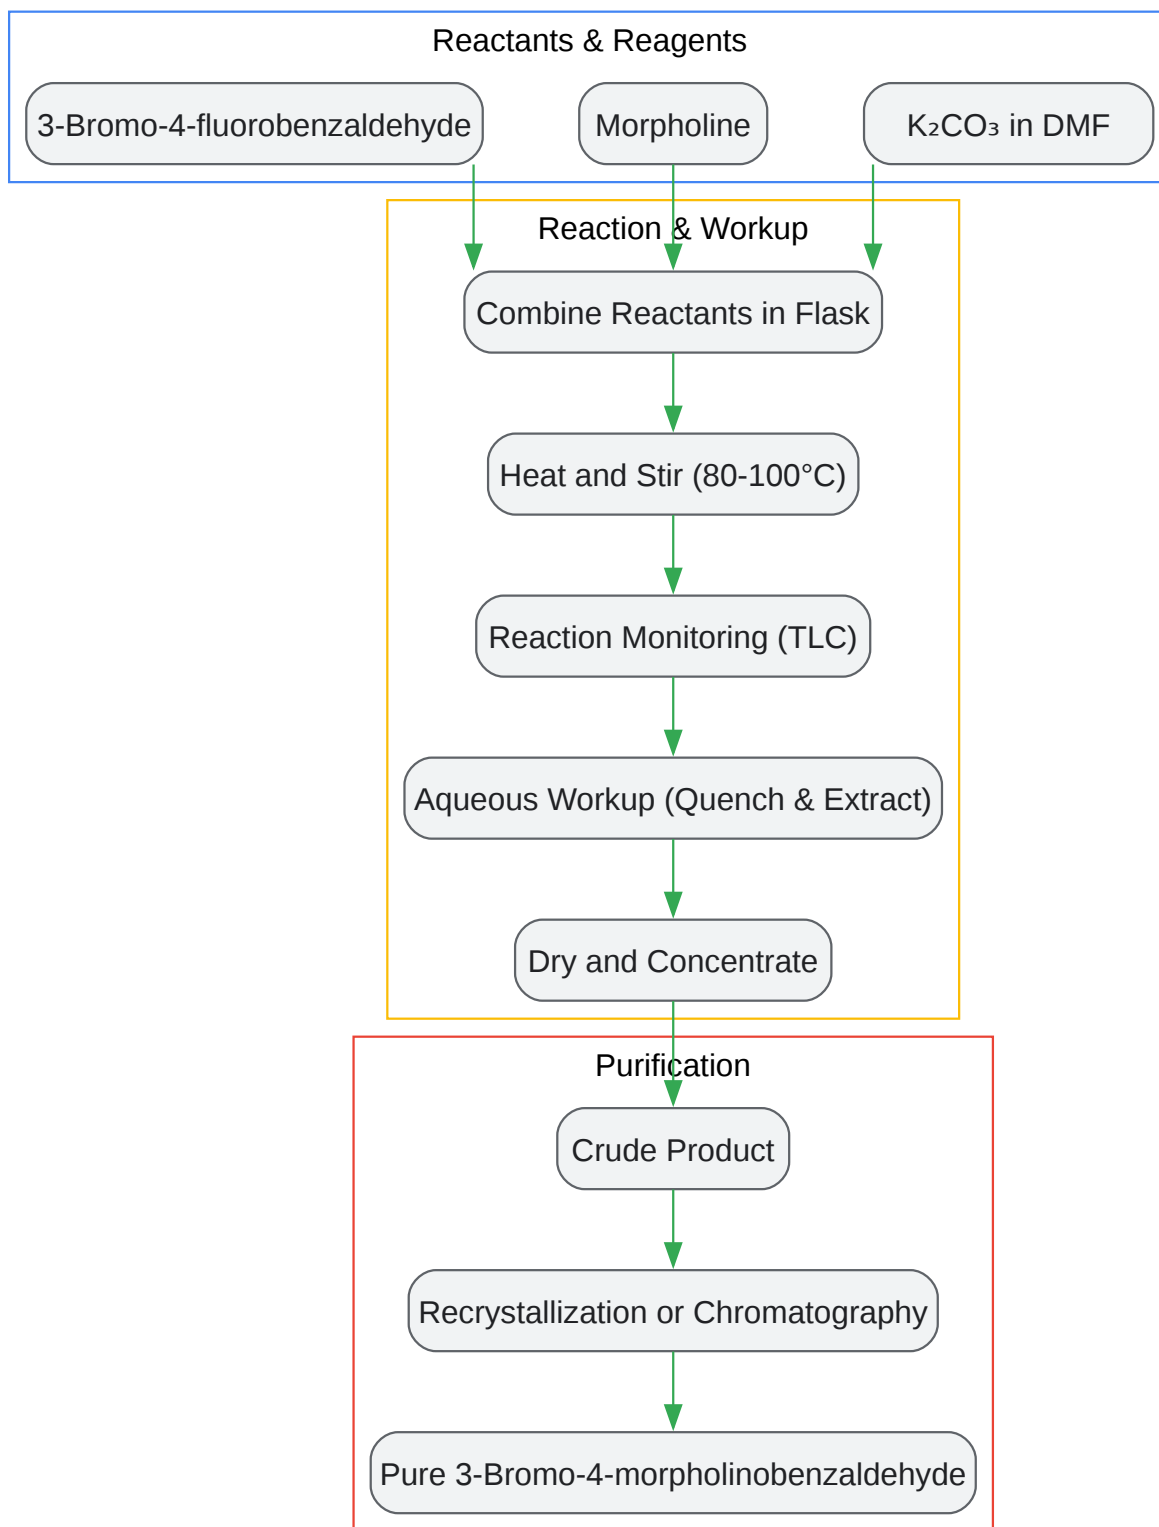 Reactants & Reagents
3-Bromo-4-fluorobenzaldehyde
Morpholine
K₂CO₃ in DMF
Reaction & Workup
Combine Reactants in Flask
Heat and Stir (80-100°C)
Reaction Monitoring (TLC)
Aqueous Workup (Quench & Extract)
Dry and Concentrate
Purification
Crude Product
Recrystallization or Chromatography
Pure 3-Bromo-4-morpholinobenzaldehyde